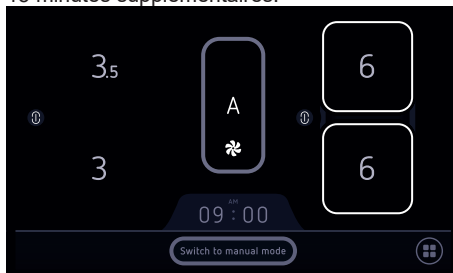 15 minutes supplémentaires.
3.5
6
A
3
6
AM
09:00
Switch to manual mode